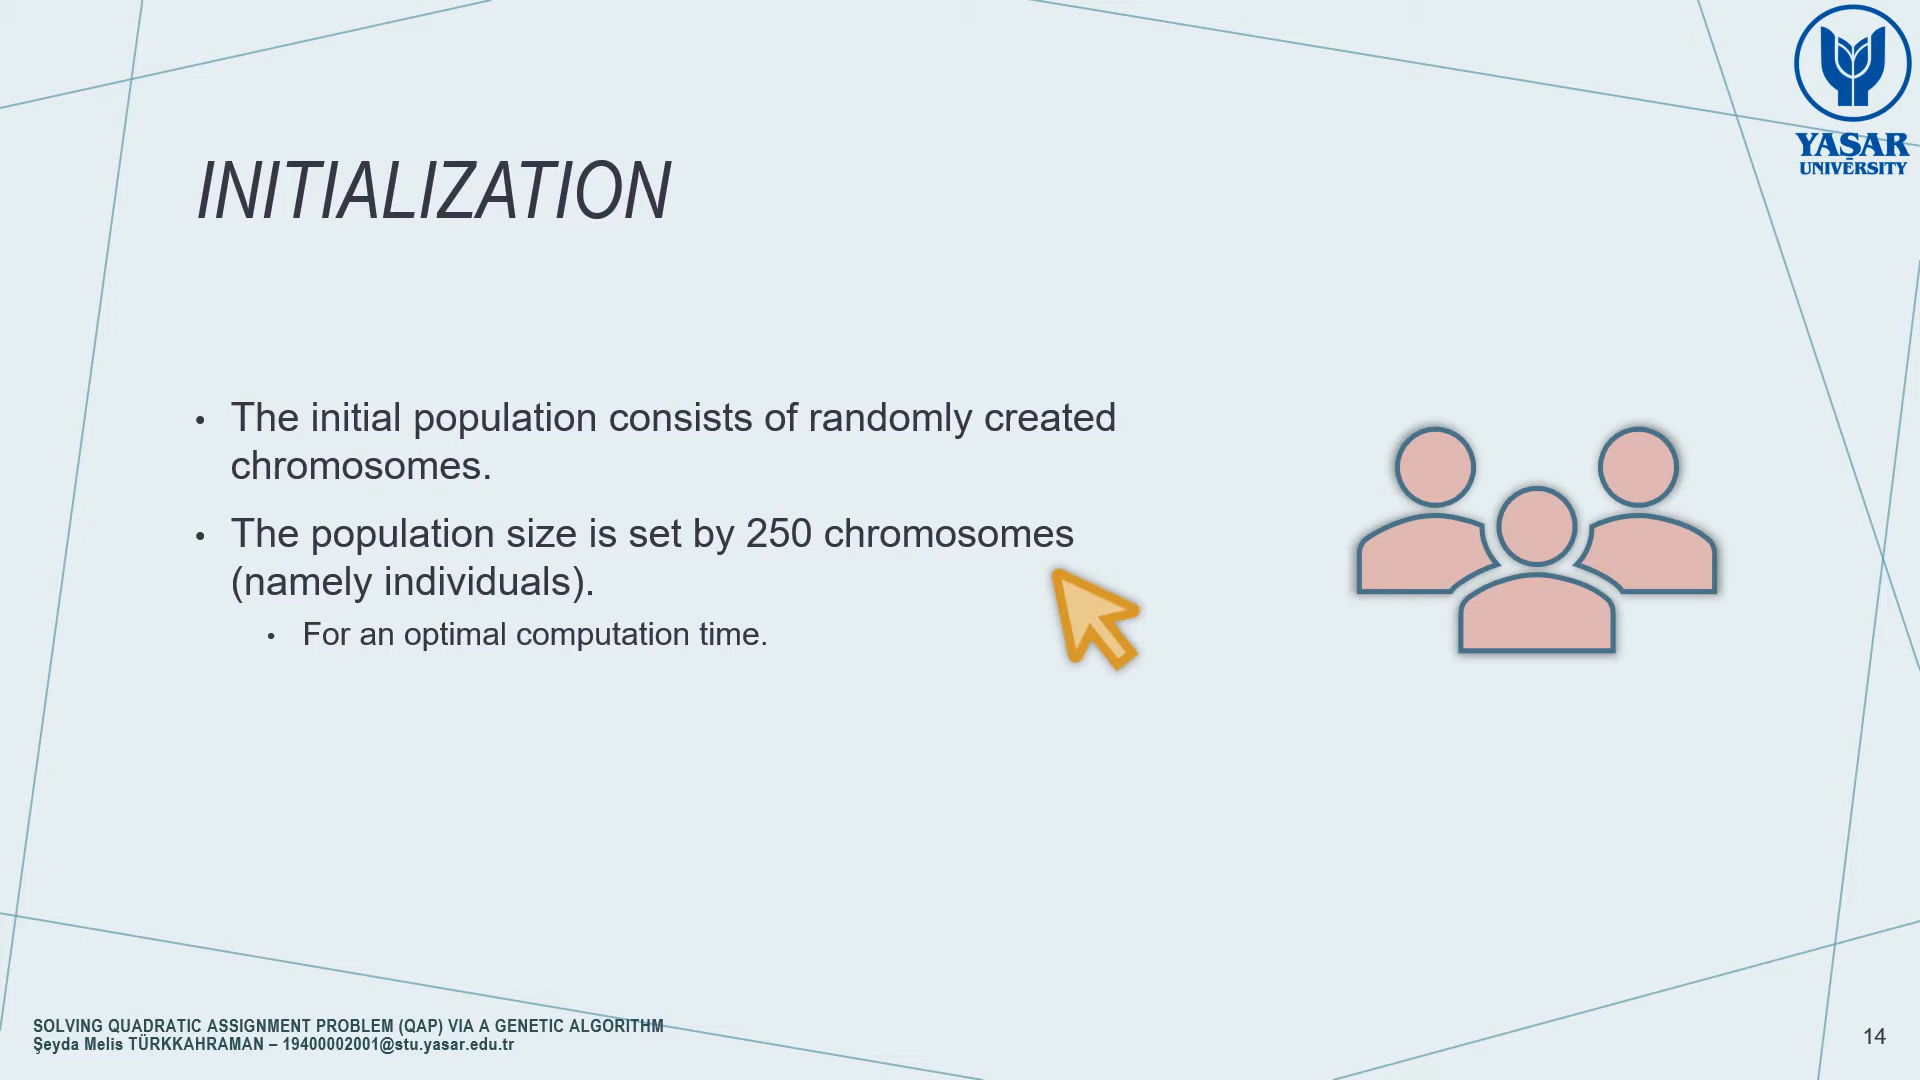 YAŞAR
UNIVERSITY
INITIALIZATION
• The initial population consists of randomly created
chromosomes.
• The population size is set by 250 chromosomes
(namely individuals).
• For an optimal computation time.
SOLVING QUADRATIC ASSIGNMENT PROBLEM (QAP) VIA A GENETIC ALGORITHM
Şeyda Melis TÜRKKAHRAMAN – 19400002001@stu.yasar.edu.tr
14